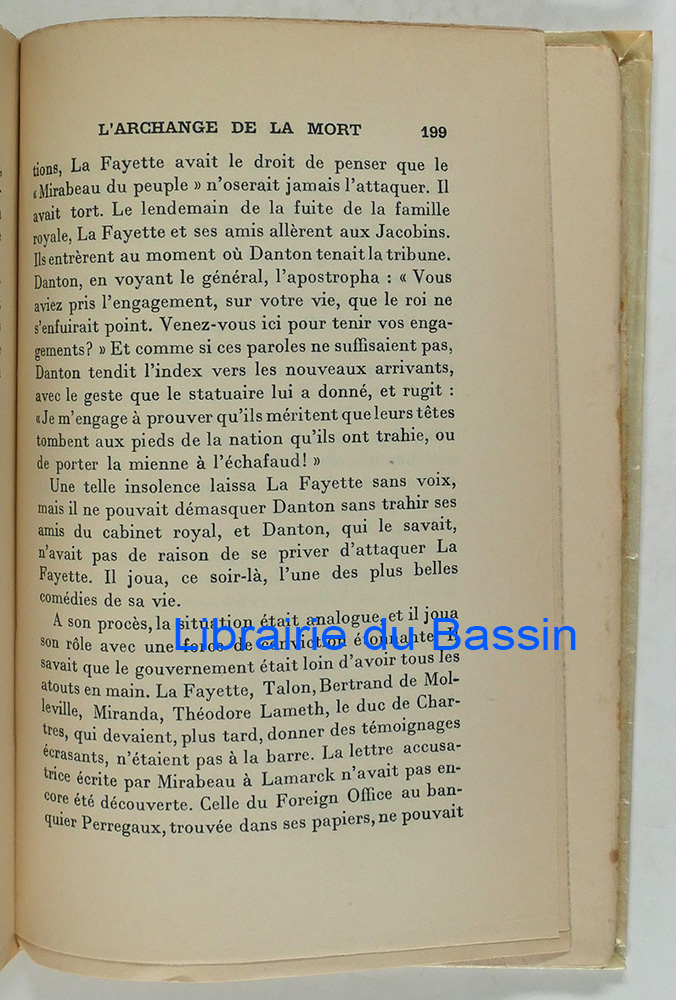 L'ARCHANGE DE LA MORT 199
tions, La Fayette avait le droit de penser que le
« Mirabeau du peuple » n'oserait jamais l'attaquer. Il
avait tort. Le lendemain de la fuite de la famille
royale, La Fayette et ses amis allèrent aux Jacobins.
Ils entrèrent au moment où Danton tenait la tribune.
Danton, en voyant le général, l'apostropha : « Vous
aviez pris l'engagement, sur votre vie, que le roi ne
s'enfuirait point. Venez-vous ici pour tenir vos enga-
gements? » Et comme si ces paroles ne suffisaient pas,
Danton tendit l'index vers les nouveaux arrivants,
avec le geste que le statuaire lui a donné, et rugit :
« Je m'engage à prouver qu'ils méritent que leurs têtes
tombent aux pieds de la nation qu'ils ont trahie, ou
de porter la mienne à l'échafaud! »
Une telle insolence laissa La Fayette sans voix,
mais il ne pouvait démasquer Danton sans trahir ses
amis du cabinet royal, et Danton, qui le savait,
n'avait pas de raison de se priver d'attaquer La
Fayette. Il joua, ce soir-là, l'une des plus belles
comédies de sa vie.
A son procès, la situation était analogue et il joua
son rôle avec une force de conviction étonnante. Il
Librairie du Bassin
savait que le gouvernement était loin d'avoir tous les
atouts en main. La Fayette, Talon, Bertrand de Mol-
leville, Miranda, Théodore Lameth, le duc de Char-
tres, qui devaient, plus tard, donner des témoignages
écrasants, n'étaient pas à la barre. La lettre accusa-
trice écrite par Mirabeau à Lamarck n'avait pas en-
core été découverte. Celle du Foreign Office au ban-
quier Perregaux, trouvée dans ses papiers, ne pouvait